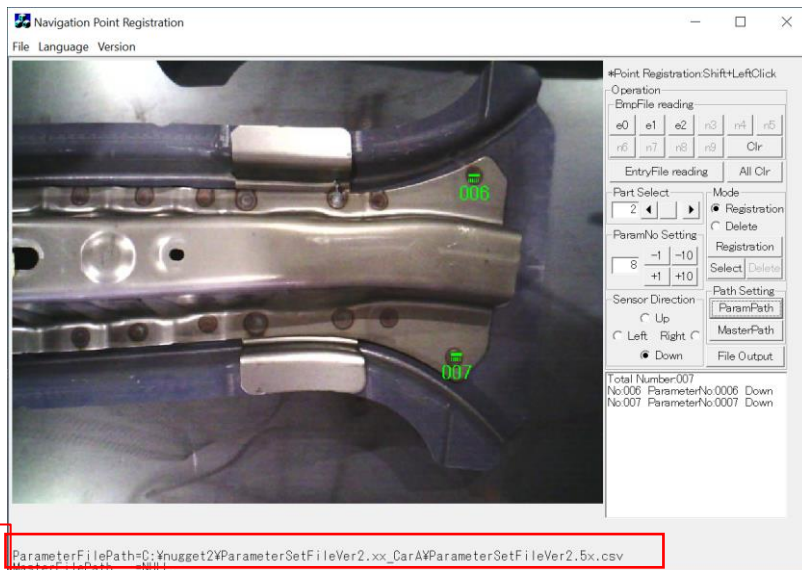 Navigation Point Registration
File Language Version
*Point Registration:Shift+LeftClick
Operation
BmpFile reading
e0 e1 e2 n3 n4 n5
n6 n7 n8 n9 Clr
EntryFile reading All Clr
Part Select
2
Mode
Registration
Delete
ParamNo Setting
8
-1 -10
+1 +10
Registration
Select Delete
Sensor Direction
Up
Left Right
Down
Path Setting
ParamPath
MasterPath
File Output
006
007
Total Number:007
No:006 ParameterNo:0006 Down
No:007 ParameterNo:0007 Down
ParameterFilePath=C:¥nugget2¥ParameterSetFileVer2.xx_CarA¥ParameterSetFileVer2.5x.csv
MasterFilePath =NULL